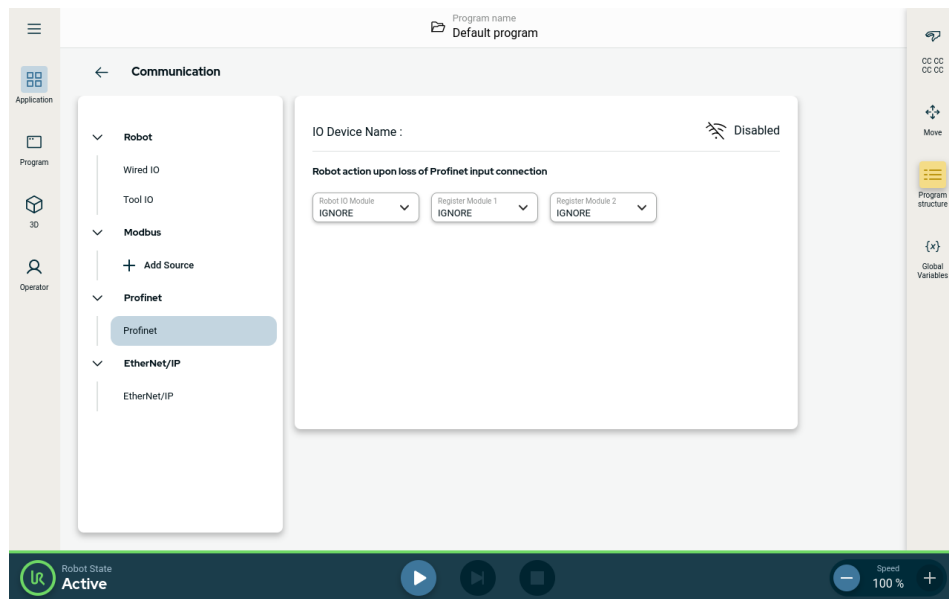 Program name
Default program
Application
Program
3D
Operator
Communication
Robot
Wired IO
Tool IO
Modbus
Add Source
Profinet
Profinet
EtherNet/IP
EtherNet/IP
IO Device Name :
Disabled
Robot action upon loss of Profinet input connection
Robot IO Module
IGNORE
Register Module 1
IGNORE
Register Module 2
IGNORE
CC CC
CC CC
Move
Program
structure
{x}
Global
Variables
UR
Robot State
Active
Speed
100 %